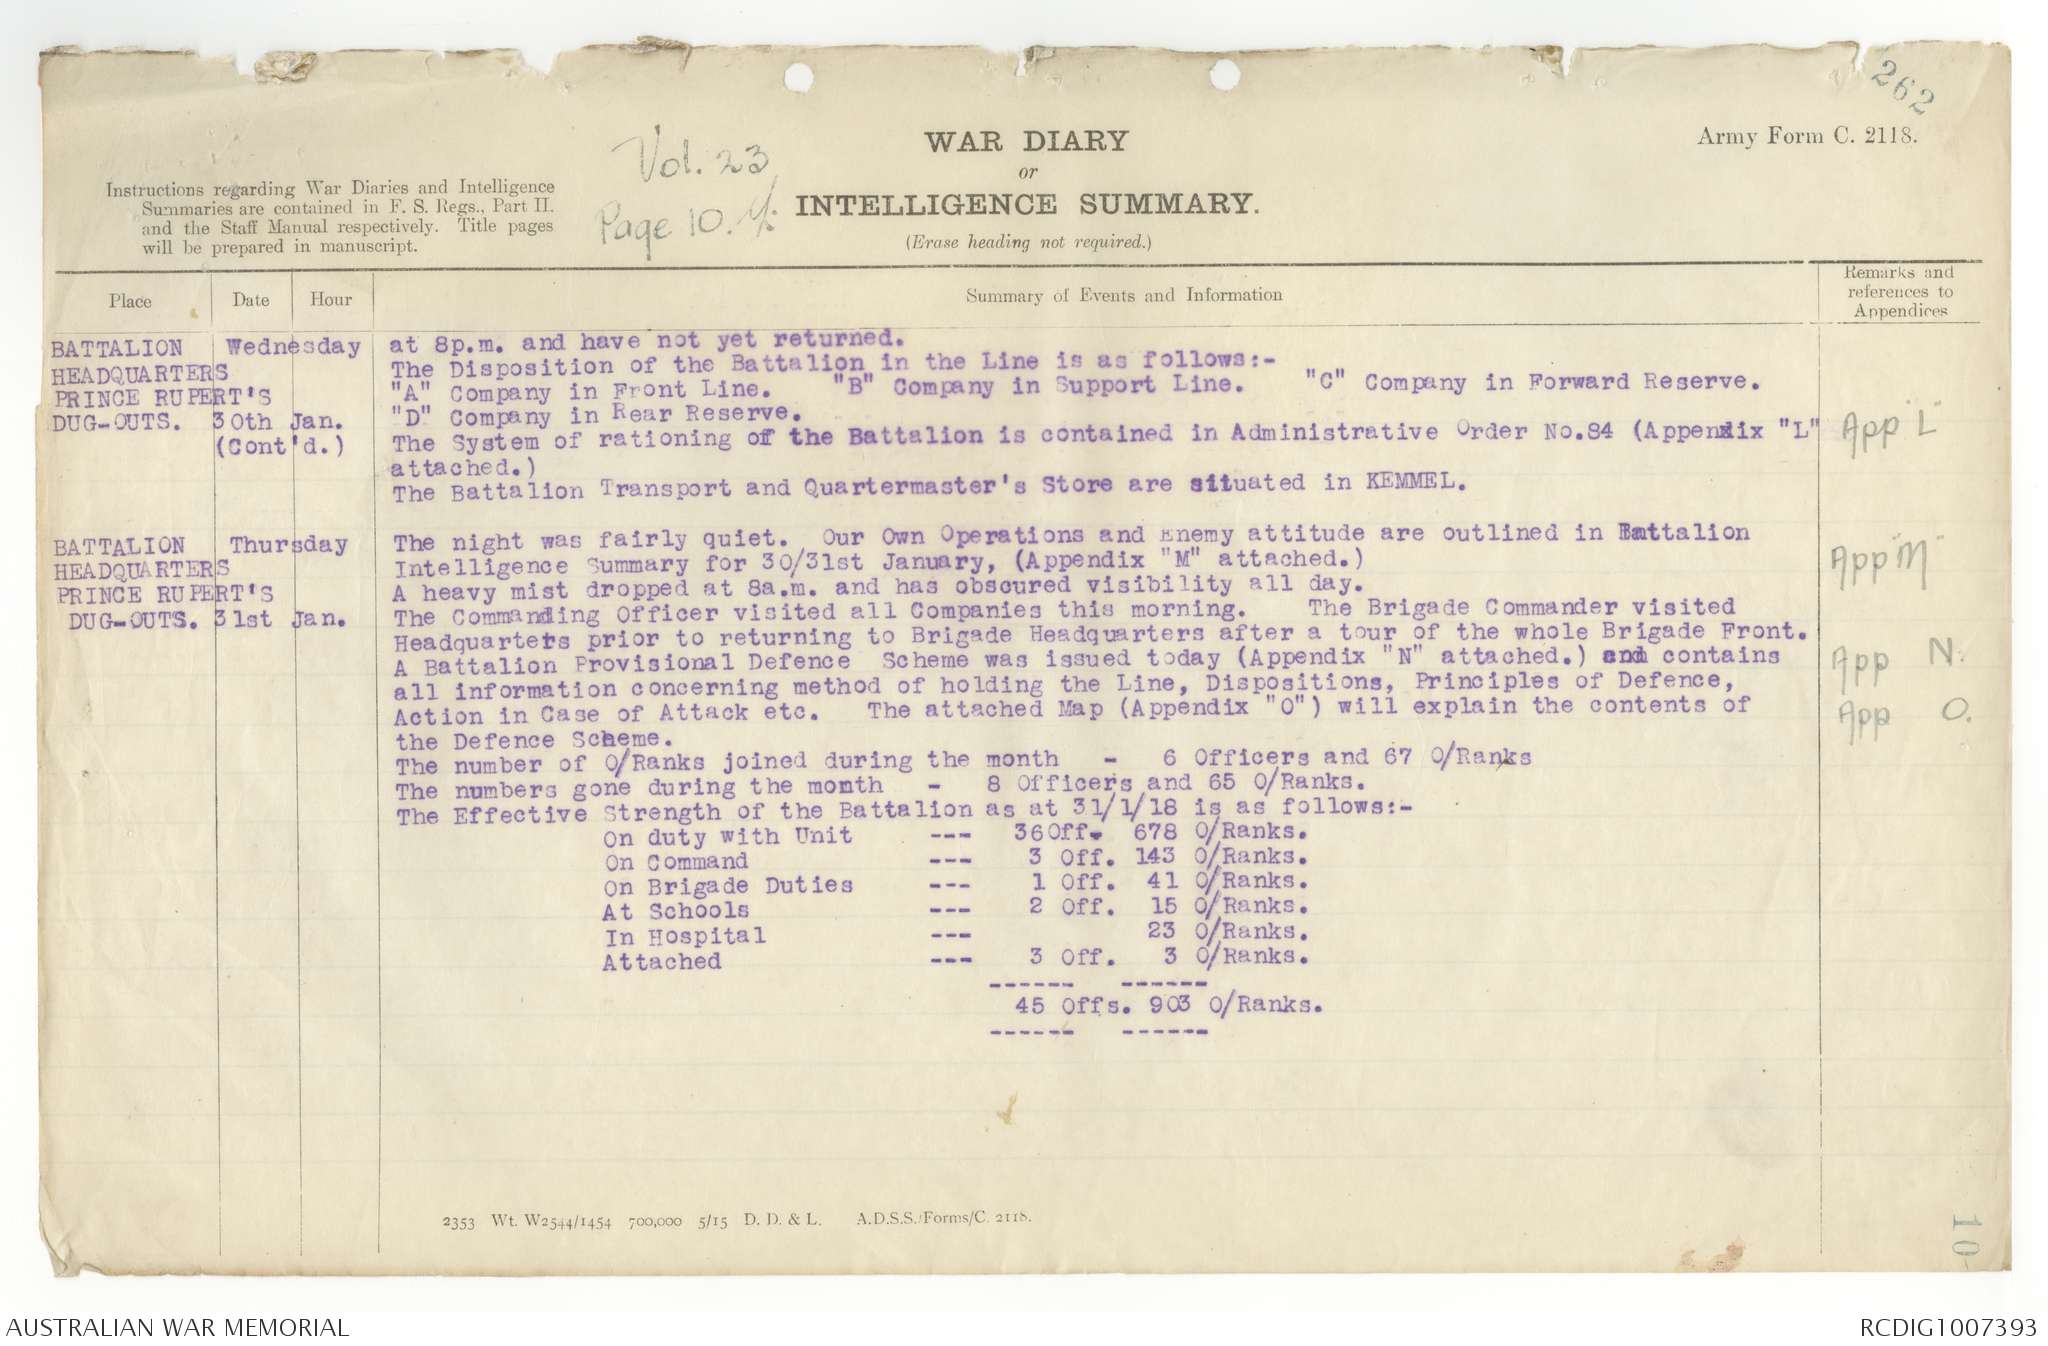 262
WAR DIARY
or
INTELLIGENCE SUMMARY.
(Erase heading not required.)
Army Form C. 2118.
Vol. 23
Page 10.
Instructions regarding War Diaries and Intelligence
Summaries are contained in F. S. Regs., Part II.
and the Staff Manual respectively. Title pages
will be prepared in manuscript.
Place Date Hour Summary of Events and Information Remarks and
references to
Appendices
BATTALION Wednesday at 8p.m. and have not yet returned.
HEADQUARTERS The Disposition of the Battalion in the Line is as follows:-
PRINCE RUPERT'S "A" Company in Front Line. "B" Company in Support Line. "C" Company in Forward Reserve.
DUG-OUTS. 30th Jan. "D" Company in Rear Reserve.
(Cont'd.) The System of rationing of the Battalion is contained in Administrative Order No.84 (Appendix "L" App "L"
attached.)
The Battalion Transport and Quartermaster's Store are situated in KEMMEL.
BATTALION Thursday The night was fairly quiet. Our Own Operations and Enemy attitude are outlined in Battalion
HEADQUARTERS Intelligence Summary for 30/31st January, (Appendix "M" attached.) App "M"
PRINCE RUPERT'S A heavy mist dropped at 8a.m. and has obscured visibility all day.
DUG-OUTS. 31st Jan. The Commanding Officer visited all Companies this morning. The Brigade Commander visited
Headquarters prior to returning to Brigade Headquarters after a tour of the whole Brigade Front.
A Battalion Provisional Defence Scheme was issued today (Appendix "N" attached.) and contains App N.
all information concerning method of holding the Line, Dispositions, Principles of Defence,
Action in Case of Attack etc. The attached Map (Appendix "O") will explain the contents of App O.
the Defence Scheme.
The number of O/Ranks joined during the month - 6 Officers and 67 O/Ranks
The numbers gone during the month - 8 Officers and 65 O/Ranks.
The Effective Strength of the Battalion as at 31/1/18 is as follows:-
On duty with Unit --- 36Off. 678 O/Ranks.
On Command --- 3 Off. 143 O/Ranks.
On Brigade Duties --- 1 Off. 41 O/Ranks.
At Schools --- 2 Off. 15 O/Ranks.
In Hospital --- 23 O/Ranks.
Attached --- 3 Off. 3 O/Ranks.
------ ------
45 Offs. 903 O/Ranks.
------ ------
2353 Wt. W2544/1454 700,000 5/15 D. D. & L. A.D.S.S./Forms/C. 2118.
10
AUSTRALIAN WAR MEMORIAL
RCDIG1007393